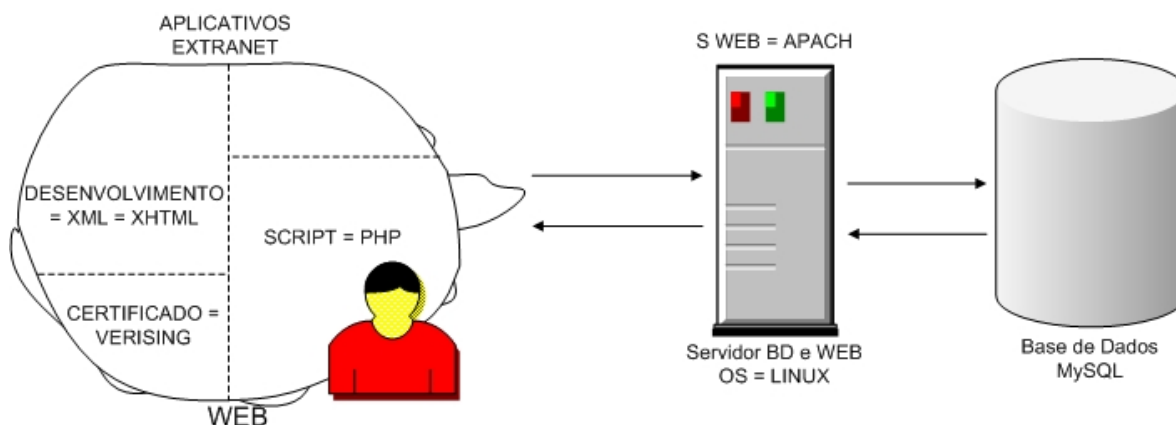 APLICATIVOS
EXTRANET
DESENVOLVIMENTO
= XML = XHTML
SCRIPT = PHP
CERTIFICADO =
VERISING
WEB
S WEB = APACH
Servidor BD e WEB
OS = LINUX
Base de Dados
MySQL